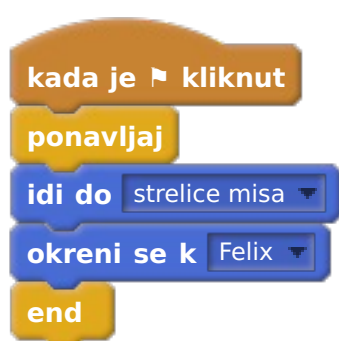 kada je ⚑ kliknut
ponavljaj
idi do strelice misa
okreni se k Felix
end